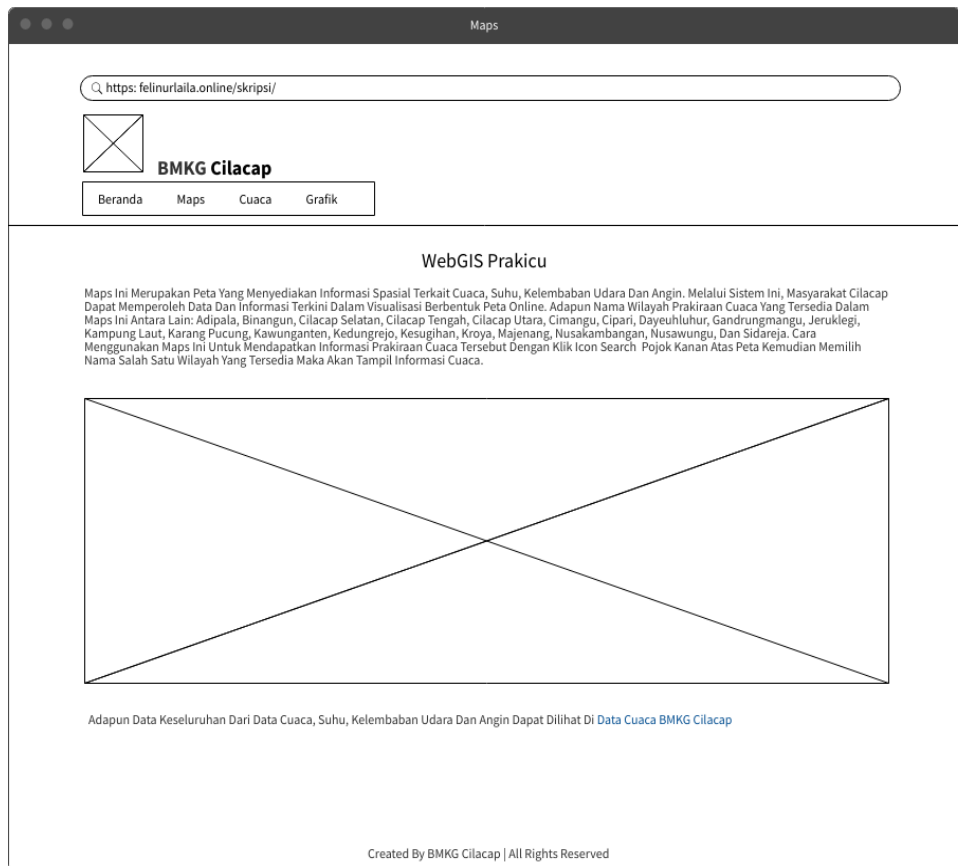 Maps
https: felinurlaila.online/skripsi/
BMKG Cilacap
Beranda Maps Cuaca Grafik
WebGIS Prakicu
Maps Ini Merupakan Peta Yang Menyediakan Informasi Spasial Terkait Cuaca, Suhu, Kelembaban Udara Dan Angin. Melalui Sistem Ini, Masyarakat Cilacap
Dapat Memperoleh Data Dan Informasi Terkini Dalam Visualisasi Berbentuk Peta Online. Adapun Nama Wilayah Prakiraan Cuaca Yang Tersedia Dalam
Maps Ini Antara Lain: Adipala, Binangun, Cilacap Selatan, Cilacap Tengah, Cilacap Utara, Cimangu, Cipari, Dayeuhluhur, Gandrungmangu, Jeruklegi,
Kampung Laut, Karang Pucung, Kawunganten, Kedungrejo, Kesugihan, Kroya, Majenang, Nusakambangan, Nusawungu, Dan Sidareja. Cara
Menggunakan Maps Ini Untuk Mendapatkan Informasi Prakiraan Cuaca Tersebut Dengan Klik Icon Search Pojok Kanan Atas Peta Kemudian Memilih
Nama Salah Satu Wilayah Yang Tersedia Maka Akan Tampil Informasi Cuaca.
Adapun Data Keseluruhan Dari Data Cuaca, Suhu, Kelembaban Udara Dan Angin Dapat Dilihat Di Data Cuaca BMKG Cilacap
Created By BMKG Cilacap | All Rights Reserved